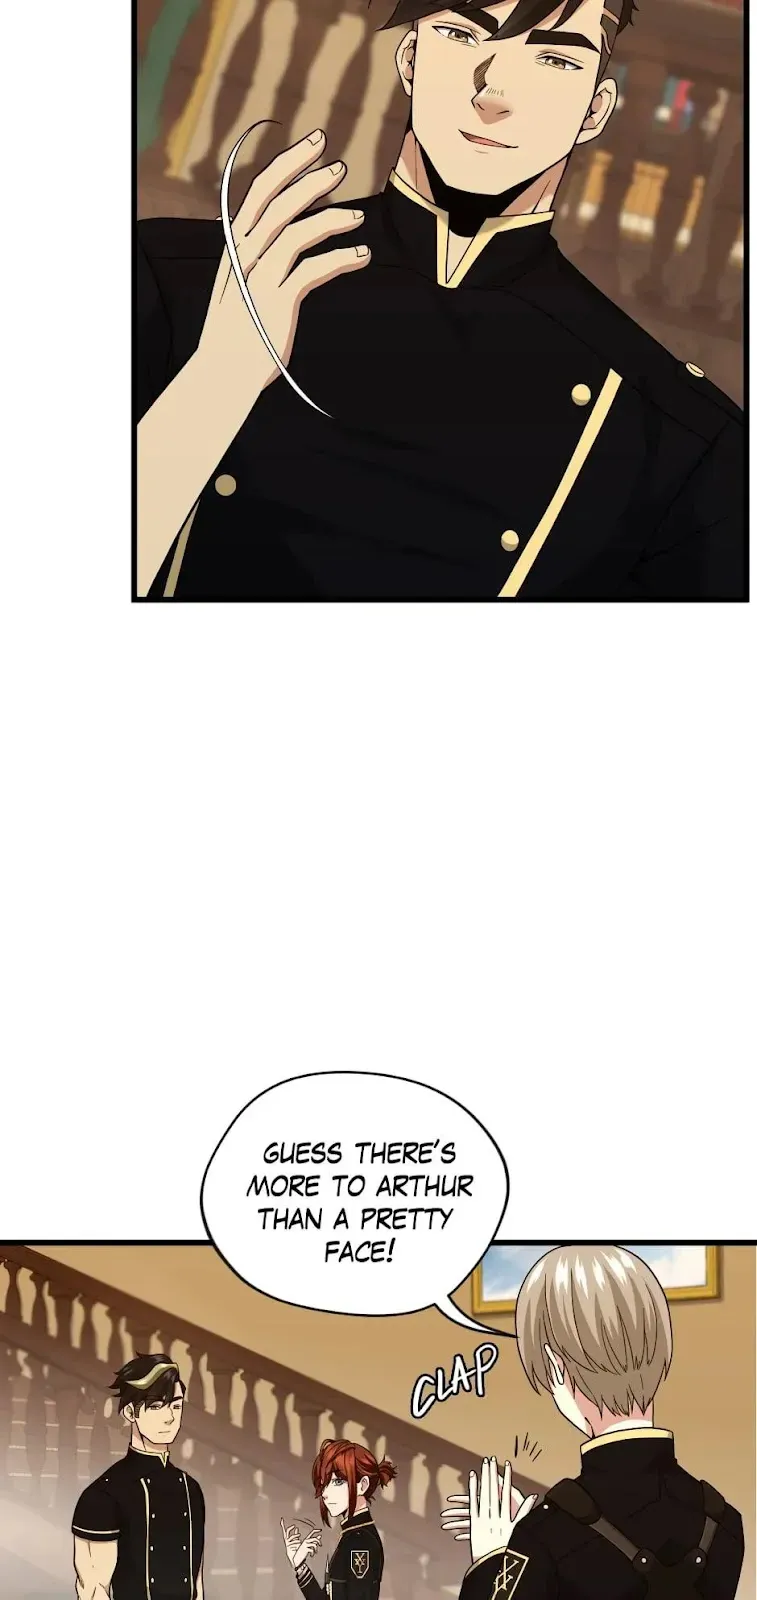 GUESS THERE'S
MORE TO ARTHUR
THAN A PRETTY
FACE!
CLAP